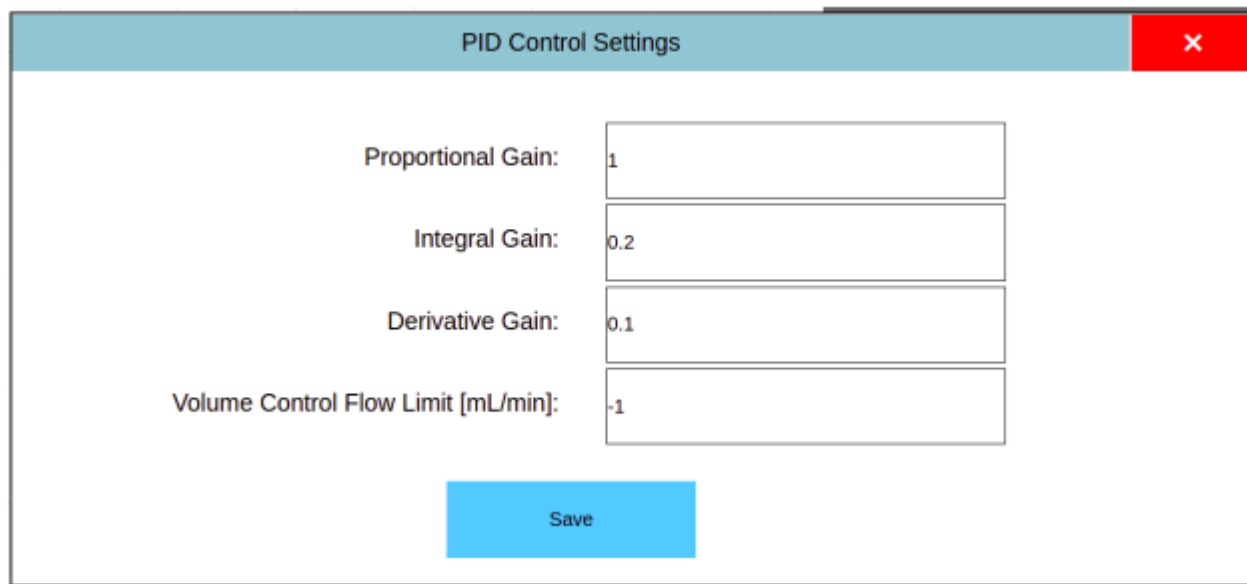 PID Control Settings ×
Proportional Gain: 1
Integral Gain: 0.2
Derivative Gain: 0.1
Volume Control Flow Limit [mL/min]: -1
Save